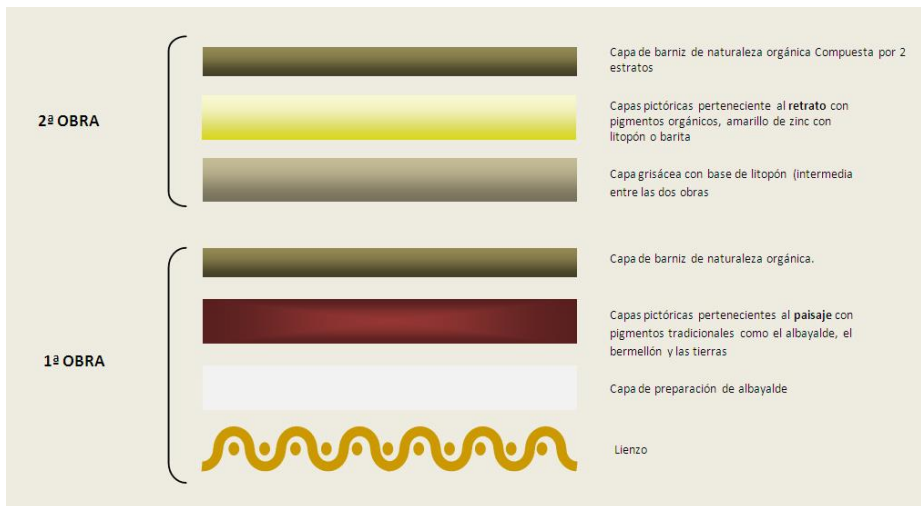 Capa de barniz de naturaleza orgánica Compuesta por 2
estratos
2ª OBRA
Capas pictóricas perteneciente al retrato con
pigmentos orgánicos, amarillo de zinc con
litopón o barita
Capa grisácea con base de litopón (intermedia
entre las dos obras
Capa de barniz de naturaleza orgánica.
1ª OBRA
Capas pictóricas pertenecientes al paisaje con
pigmentos tradicionales como el albayalde, el
bermellón y las tierras
Capa de preparación de albayalde
Lienzo